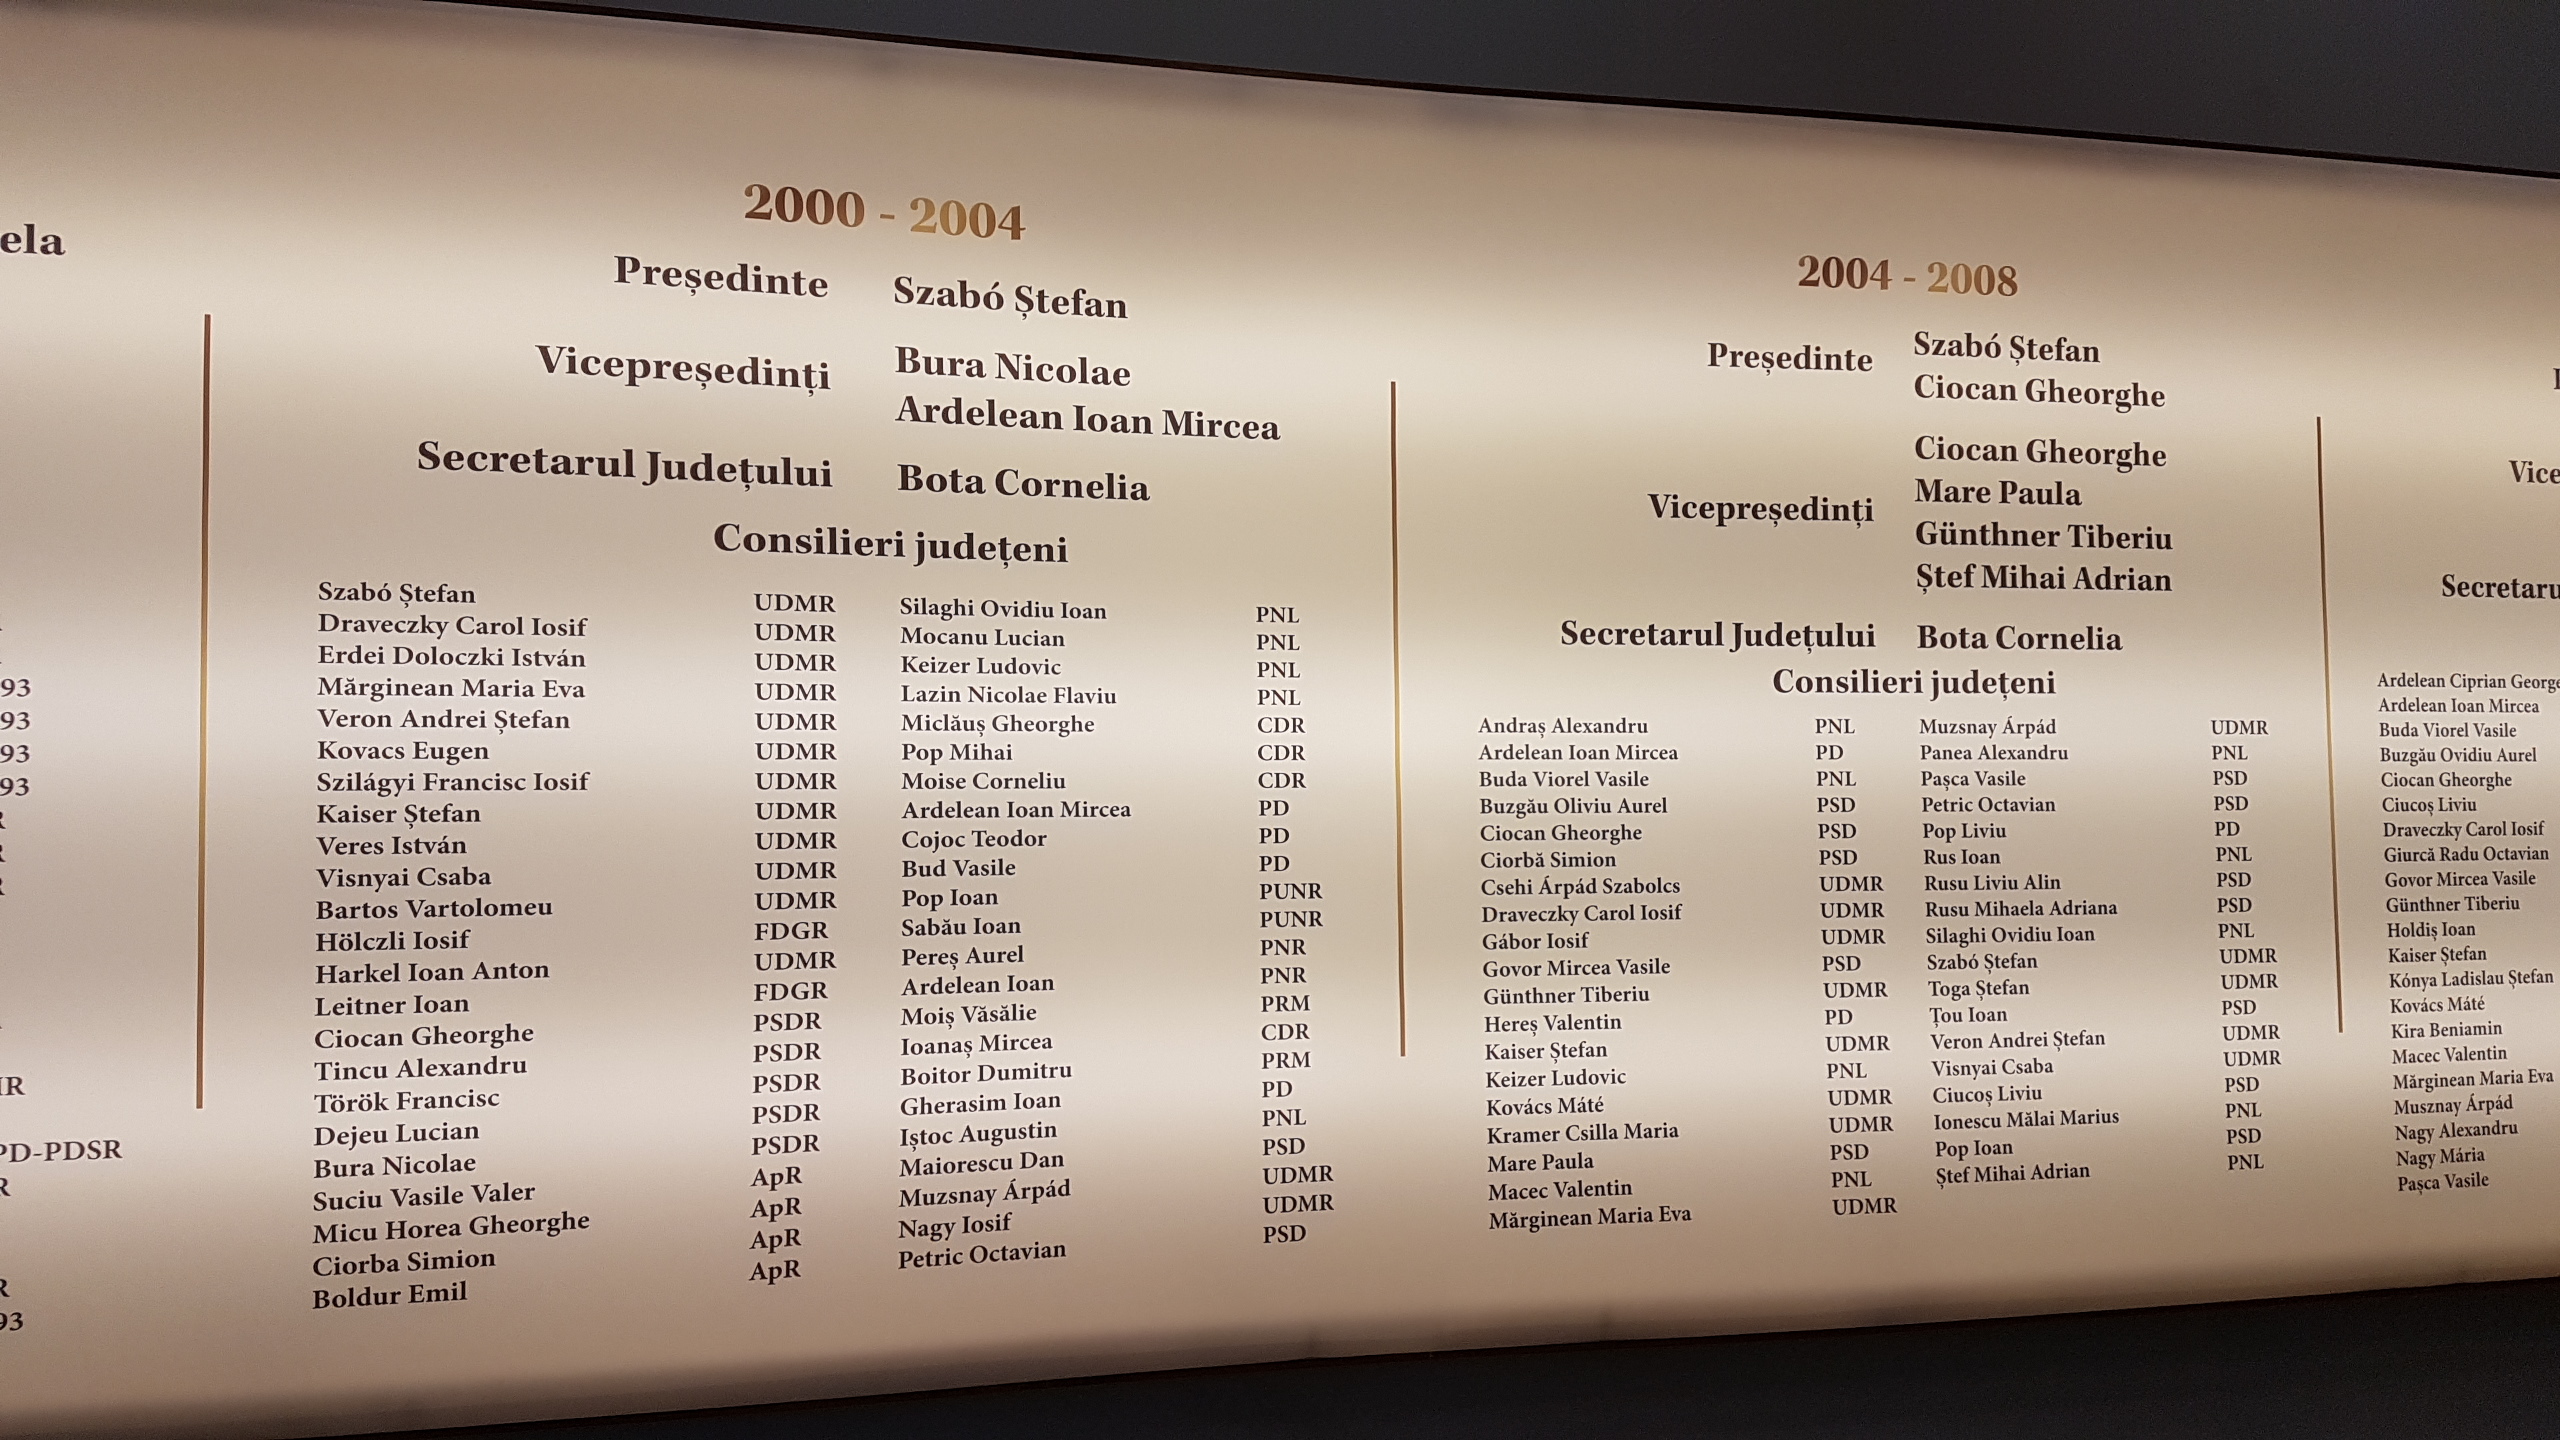 ela
93
93
93
93
PD-PDSR
93
2000 - 2004
Președinte Szabó Ștefan
Vicepreședinți Bura Nicolae
Ardelean Ioan Mircea
Secretarul Județului Bota Cornelia
Consilieri județeni
Szabó Ștefan UDMR
Draveczky Carol Iosif UDMR
Erdei Doloczki István UDMR
Mărginean Maria Eva UDMR
Veron Andrei Ștefan UDMR
Kovacs Eugen UDMR
Szilágyi Francisc Iosif UDMR
Kaiser Ștefan UDMR
Veres István UDMR
Visnyai Csaba UDMR
Bartos Vartolomeu UDMR
Hölczli Iosif FDGR
Harkel Ioan Anton UDMR
Leitner Ioan FDGR
Ciocan Gheorghe PSDR
Tincu Alexandru PSDR
Török Francisc PSDR
Dejeu Lucian PSDR
Bura Nicolae PSDR
Suciu Vasile Valer ApR
Micu Horea Gheorghe ApR
Ciorba Simion ApR
Boldur Emil ApR
Silaghi Ovidiu Ioan PNL
Mocanu Lucian PNL
Keizer Ludovic PNL
Lazin Nicolae Flaviu PNL
Miclăuș Gheorghe CDR
Pop Mihai CDR
Moise Corneliu CDR
Ardelean Ioan Mircea PD
Cojoc Teodor PD
Bud Vasile PD
Pop Ioan PUNR
Sabău Ioan PUNR
Pereș Aurel PNR
Ardelean Ioan PNR
Moiș Văsălie PRM
Ioanaș Mircea CDR
Boitor Dumitru PRM
Gherasim Ioan PD
Iștoc Augustin PNL
Maiorescu Dan PSD
Muzsnay Árpád UDMR
Nagy Iosif UDMR
Petric Octavian PSD
2004 - 2008
Președinte Szabó Ștefan
Ciocan Gheorghe
Ciocan Gheorghe
Mare Paula
Vicepreședinți Günthner Tiberiu
Ștef Mihai Adrian
Secretarul Județului Bota Cornelia
Consilieri județeni
Andraș Alexandru PNL
Ardelean Ioan Mircea PD
Buda Viorel Vasile PNL
Buzgău Oliviu Aurel PSD
Ciocan Gheorghe PSD
Ciorbă Simion PSD
Csehi Árpád Szabolcs UDMR
Draveczky Carol Iosif UDMR
Gábor Iosif UDMR
Govor Mircea Vasile PSD
Günthner Tiberiu UDMR
Hereș Valentin PD
Kaiser Ștefan UDMR
Keizer Ludovic PNL
Kovács Máté UDMR
Kramer Csilla Maria UDMR
Mare Paula PSD
Macec Valentin PNL
Mărginean Maria Eva UDMR
Muzsnay Árpád UDMR
Panea Alexandru PNL
Pașca Vasile PSD
Petric Octavian PSD
Pop Liviu PD
Rus Ioan PNL
Rusu Liviu Alin PSD
Rusu Mihaela Adriana PSD
Silaghi Ovidiu Ioan PNL
Szabó Ștefan UDMR
Toga Ștefan UDMR
Țou Ioan PSD
Veron Andrei Ștefan UDMR
Visnyai Csaba UDMR
Ciucoș Liviu PSD
Ionescu Mălai Marius PNL
Pop Ioan PSD
Ștef Mihai Adrian PNL
Vice
Secretaru
Ardelean Ciprian George
Ardelean Ioan Mircea
Buda Viorel Vasile
Buzgău Ovidiu Aurel
Ciocan Gheorghe
Ciucoș Liviu
Draveczky Carol Iosif
Giurcă Radu Octavian
Govor Mircea Vasile
Günthner Tiberiu
Holdiș Ioan
Kaiser Ștefan
Kónya Ladislau Ștefan
Kovács Máté
Kira Beniamin
Macec Valentin
Mărginean Maria Eva
Musznay Árpád
Nagy Alexandru
Nagy Mária
Pașca Vasile